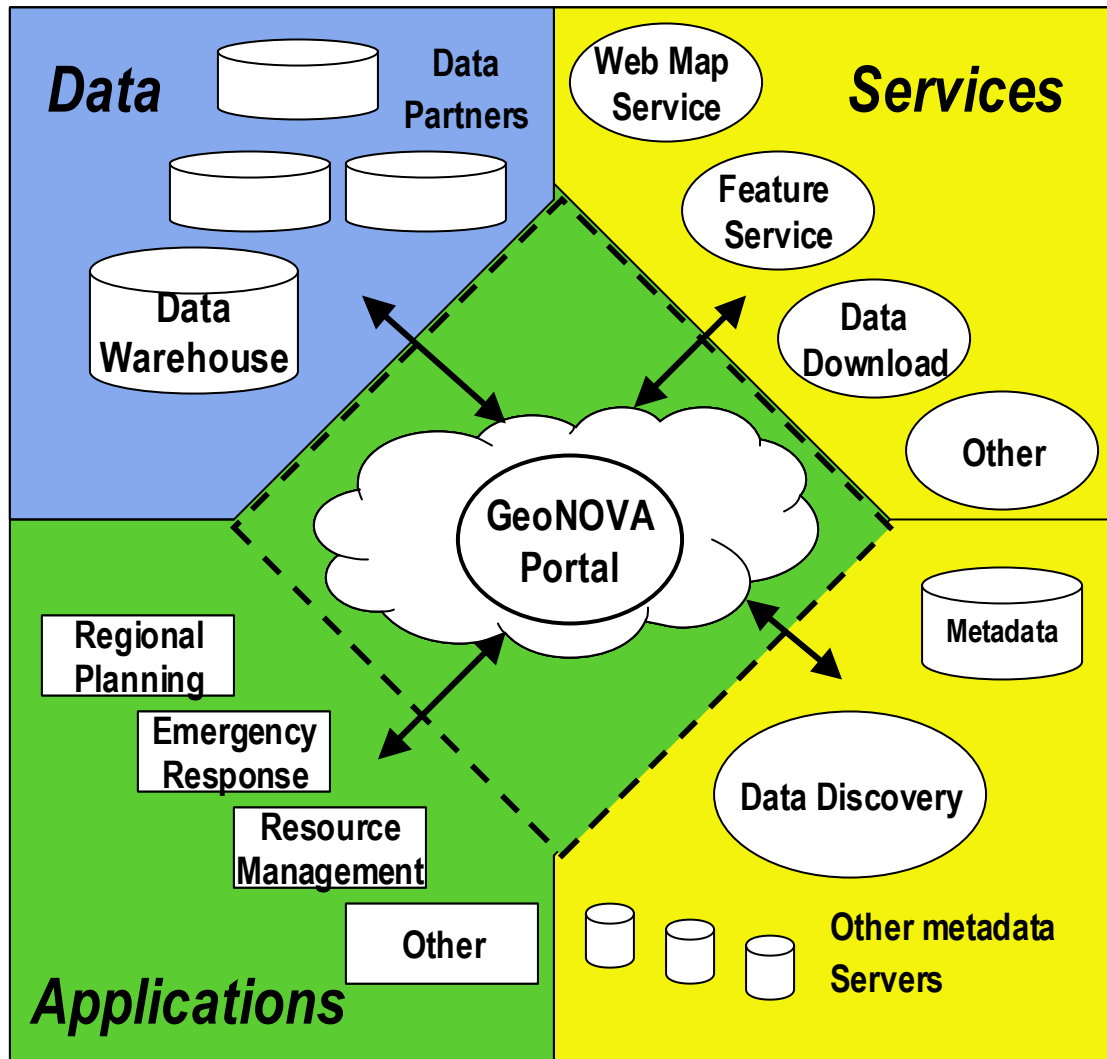 Data
Data
Partners
Data
Warehouse
Web Map
Service
Services
Feature
Service
Data
Download
Other
GeoNOVA
Portal
Regional
Planning
Emergency
Response
Resource
Management
Other
Applications
Metadata
Data Discovery
Other metadata
Servers